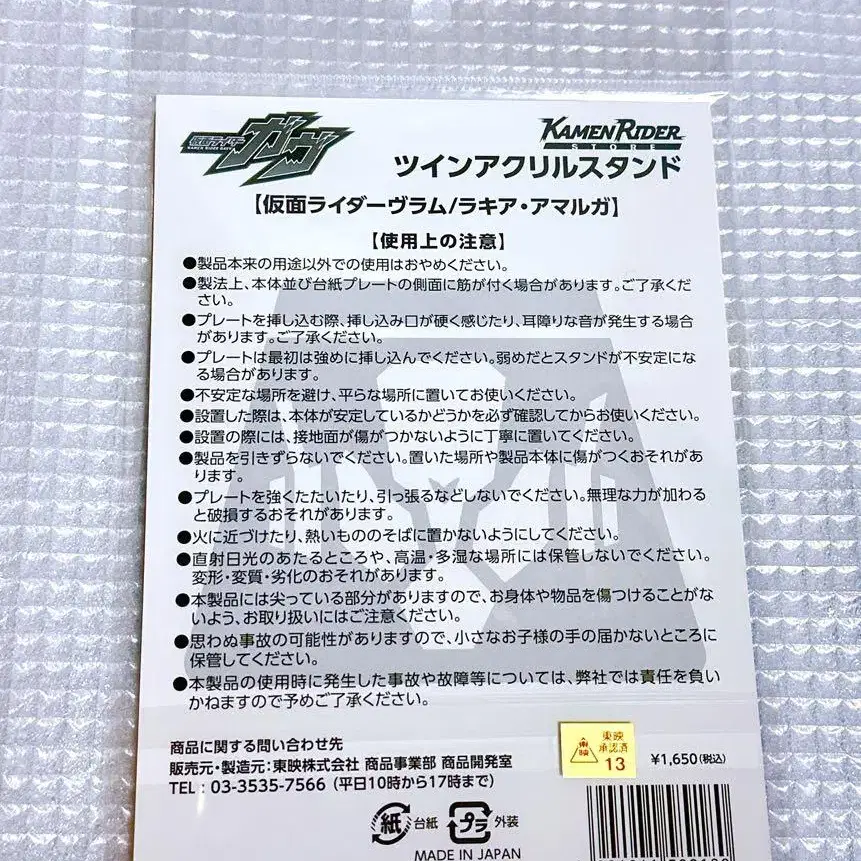 仮面ライダー
ガヴ
KAMEN RIDER GAVV
KAMEN RIDER
STORE
ツインアクリルスタンド
【仮面ライダーヴラム/ラキア・アマルガ】
【使用上の注意】
●製品本来の用途以外での使用はおやめください。
●製法上、本体並び台紙プレートの側面に筋が付く場合があります。ご了承くだ
さい。
●プレートを挿し込む際、挿し込み口が硬く感じたり、耳障りな音が発生する場合
があります。ご了承ください。
●プレートは最初は強めに挿し込んでください。弱めだとスタンドが不安定にな
る場合があります。
●不安定な場所を避け、平らな場所に置いてお使いください。
●設置した際は、本体が安定しているかどうかを必ず確認してからお使いください。
●設置の際には、接地面が傷がつかないように丁寧に置いてください。
●製品を引きずらないでください。置いた場所や製品本体に傷がつくおそれがあり
ます。
●プレートを強くたたいたり、引っ張るなどしないでください。無理な力が加わる
と破損するおそれがあります。
●火に近づけたり、熱いもののそばに置かないようにしてください。
●直射日光のあたるところや、高温・多湿な場所には保管しないでください。
変形・変質・劣化のおそれがあります。
●本製品には尖っている部分がありますので、お身体や物品を傷つけることがな
いよう、お取り扱いにはご注意ください。
●思わぬ事故の可能性がありますので、小さなお子様の手の届かないところに
保管してください。
●本製品の使用時に発生した事故や故障等については、弊社では責任を負い
かねますので予めご了承ください。
商品に関する問い合わせ先
販売元・製造元：東映株式会社 商品事業部 商品開発室
TEL：03-3535-7566（平日10時から17時まで）
東映
東映
承認済
13
¥1,650(税込)
紙 台紙 プラ 外装
MADE IN JAPAN